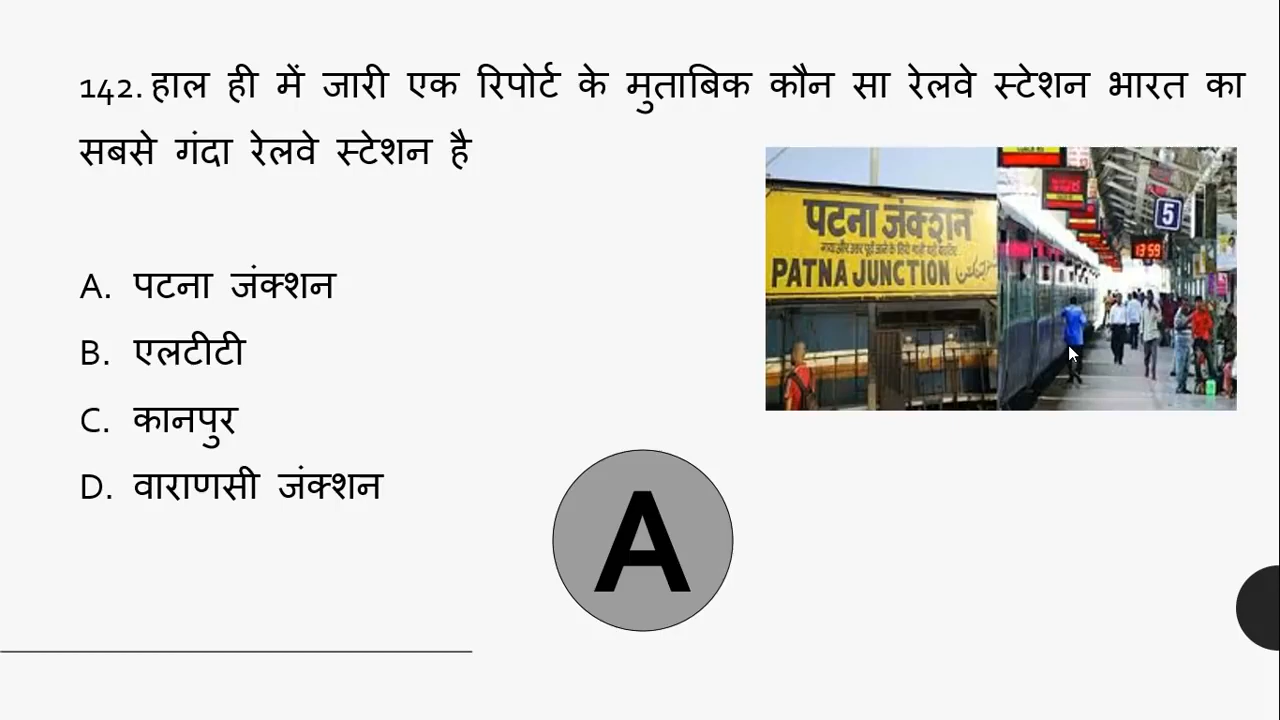 142. हाल ही में जारी एक रिपोर्ट के मुताबिक कौन सा रेलवे स्टेशन भारत का
सबसे गंदा रेलवे स्टेशन है
पटना जंक्शन
PATNA JUNCTION
5
13:59
A. पटना जंक्शन
B. एलटीटी
C. कानपुर
D. वाराणसी जंक्शन
A